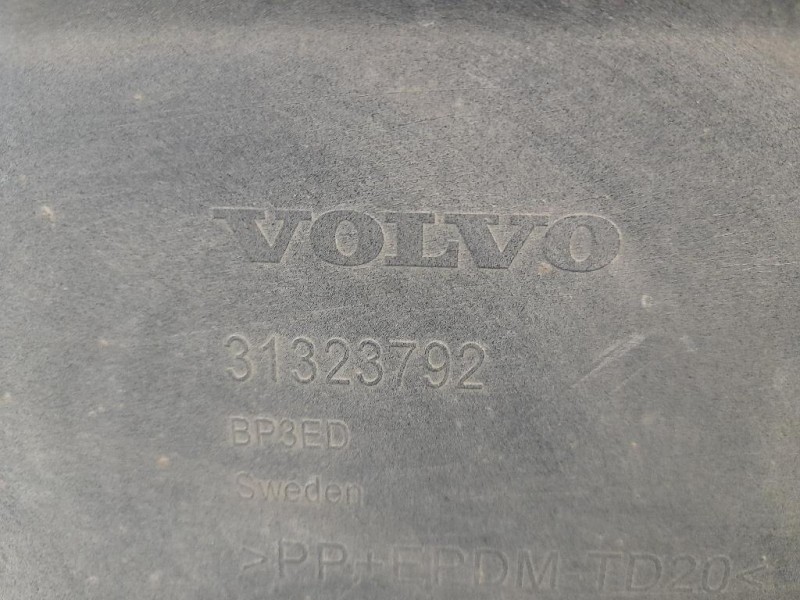 VOLVO
31323792
BP3ED
Sweden
>PP+EPDM-TD20<